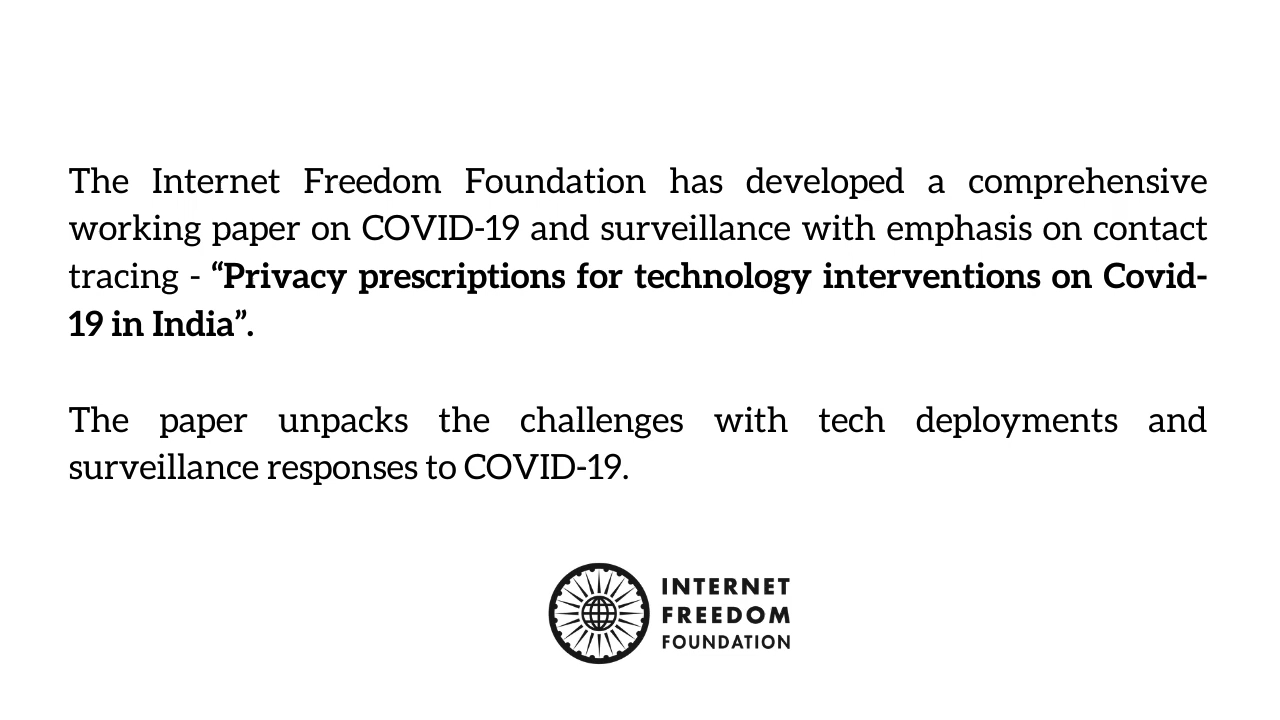 The Internet Freedom Foundation has developed a comprehensive
working paper on COVID-19 and surveillance with emphasis on contact
tracing - “Privacy prescriptions for technology interventions on Covid-
19 in India”.
The paper unpacks the challenges with tech deployments and
surveillance responses to COVID-19.
INTERNET
FREEDOM
FOUNDATION